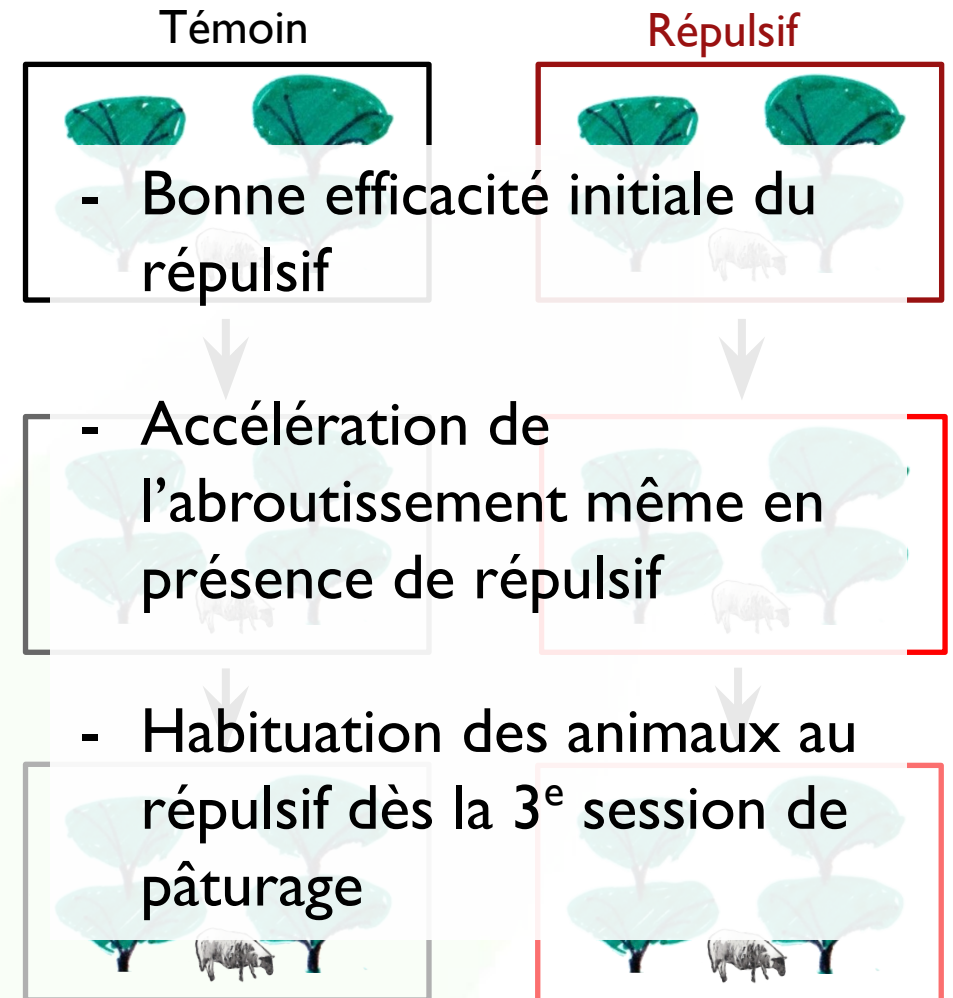 Témoin
Répulsif
- Bonne efficacité initiale du
répulsif
- Accélération de
l’abroutissement même en
présence de répulsif
- Habituation des animaux au
répulsif dès la 3ᵉ session de
pâturage